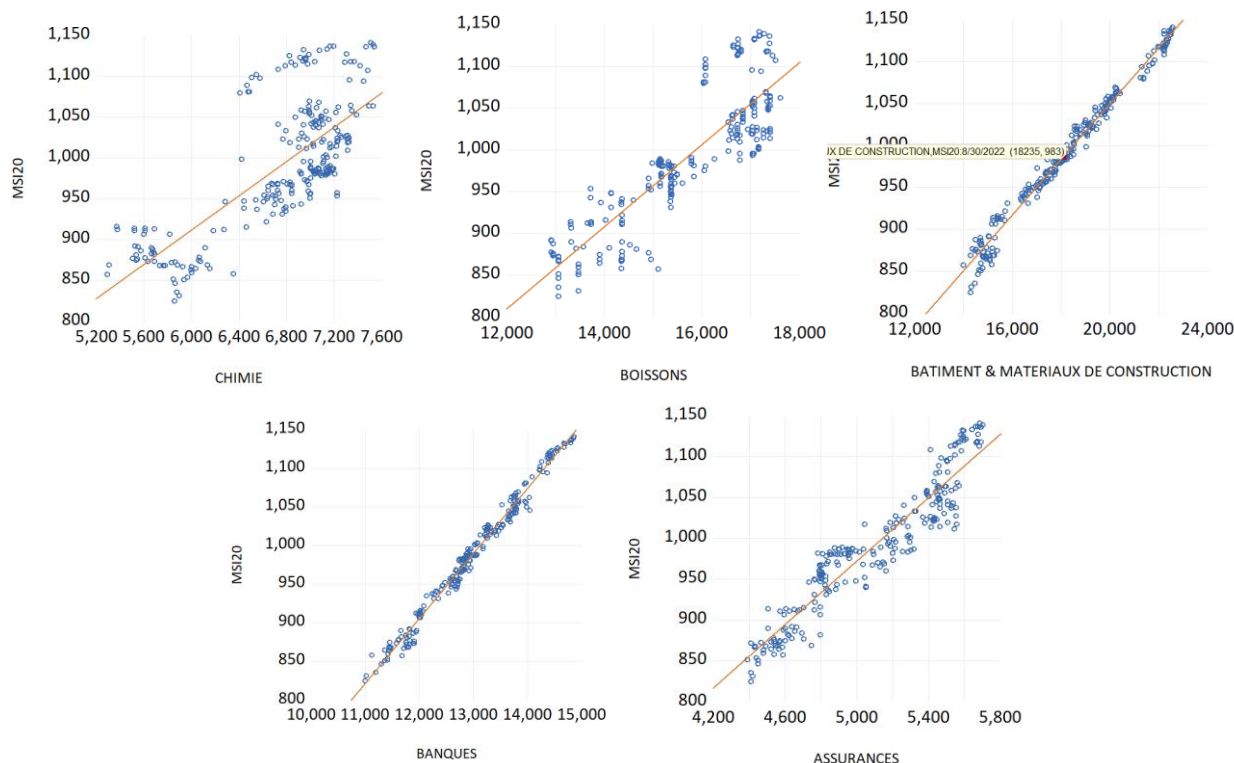 1,150
1,100
1,050
1,000
950
900
850
800
MSI20
5,200 5,600 6,000 6,400 6,800 7,200 7,600
CHIMIE
1,150
1,100
1,050
1,000
950
900
850
800
MSI20
12,000 14,000 16,000 18,000
BOISSONS
1,150
1,100
1,050
1,000
950
900
850
800
X DE CONSTRUCTION,MSI20:8/30/2022 (18235, 983)
12,000 16,000 20,000 24,000
BATIMENT & MATERIAUX DE CONSTRUCTION
1,150
1,100
1,050
1,000
950
900
850
800
MSI20
10,000 11,000 12,000 13,000 14,000 15,000
BANQUES
1,150
1,100
1,050
1,000
950
900
850
800
MSI20
4,200 4,600 5,000 5,400 5,800
ASSURANCES